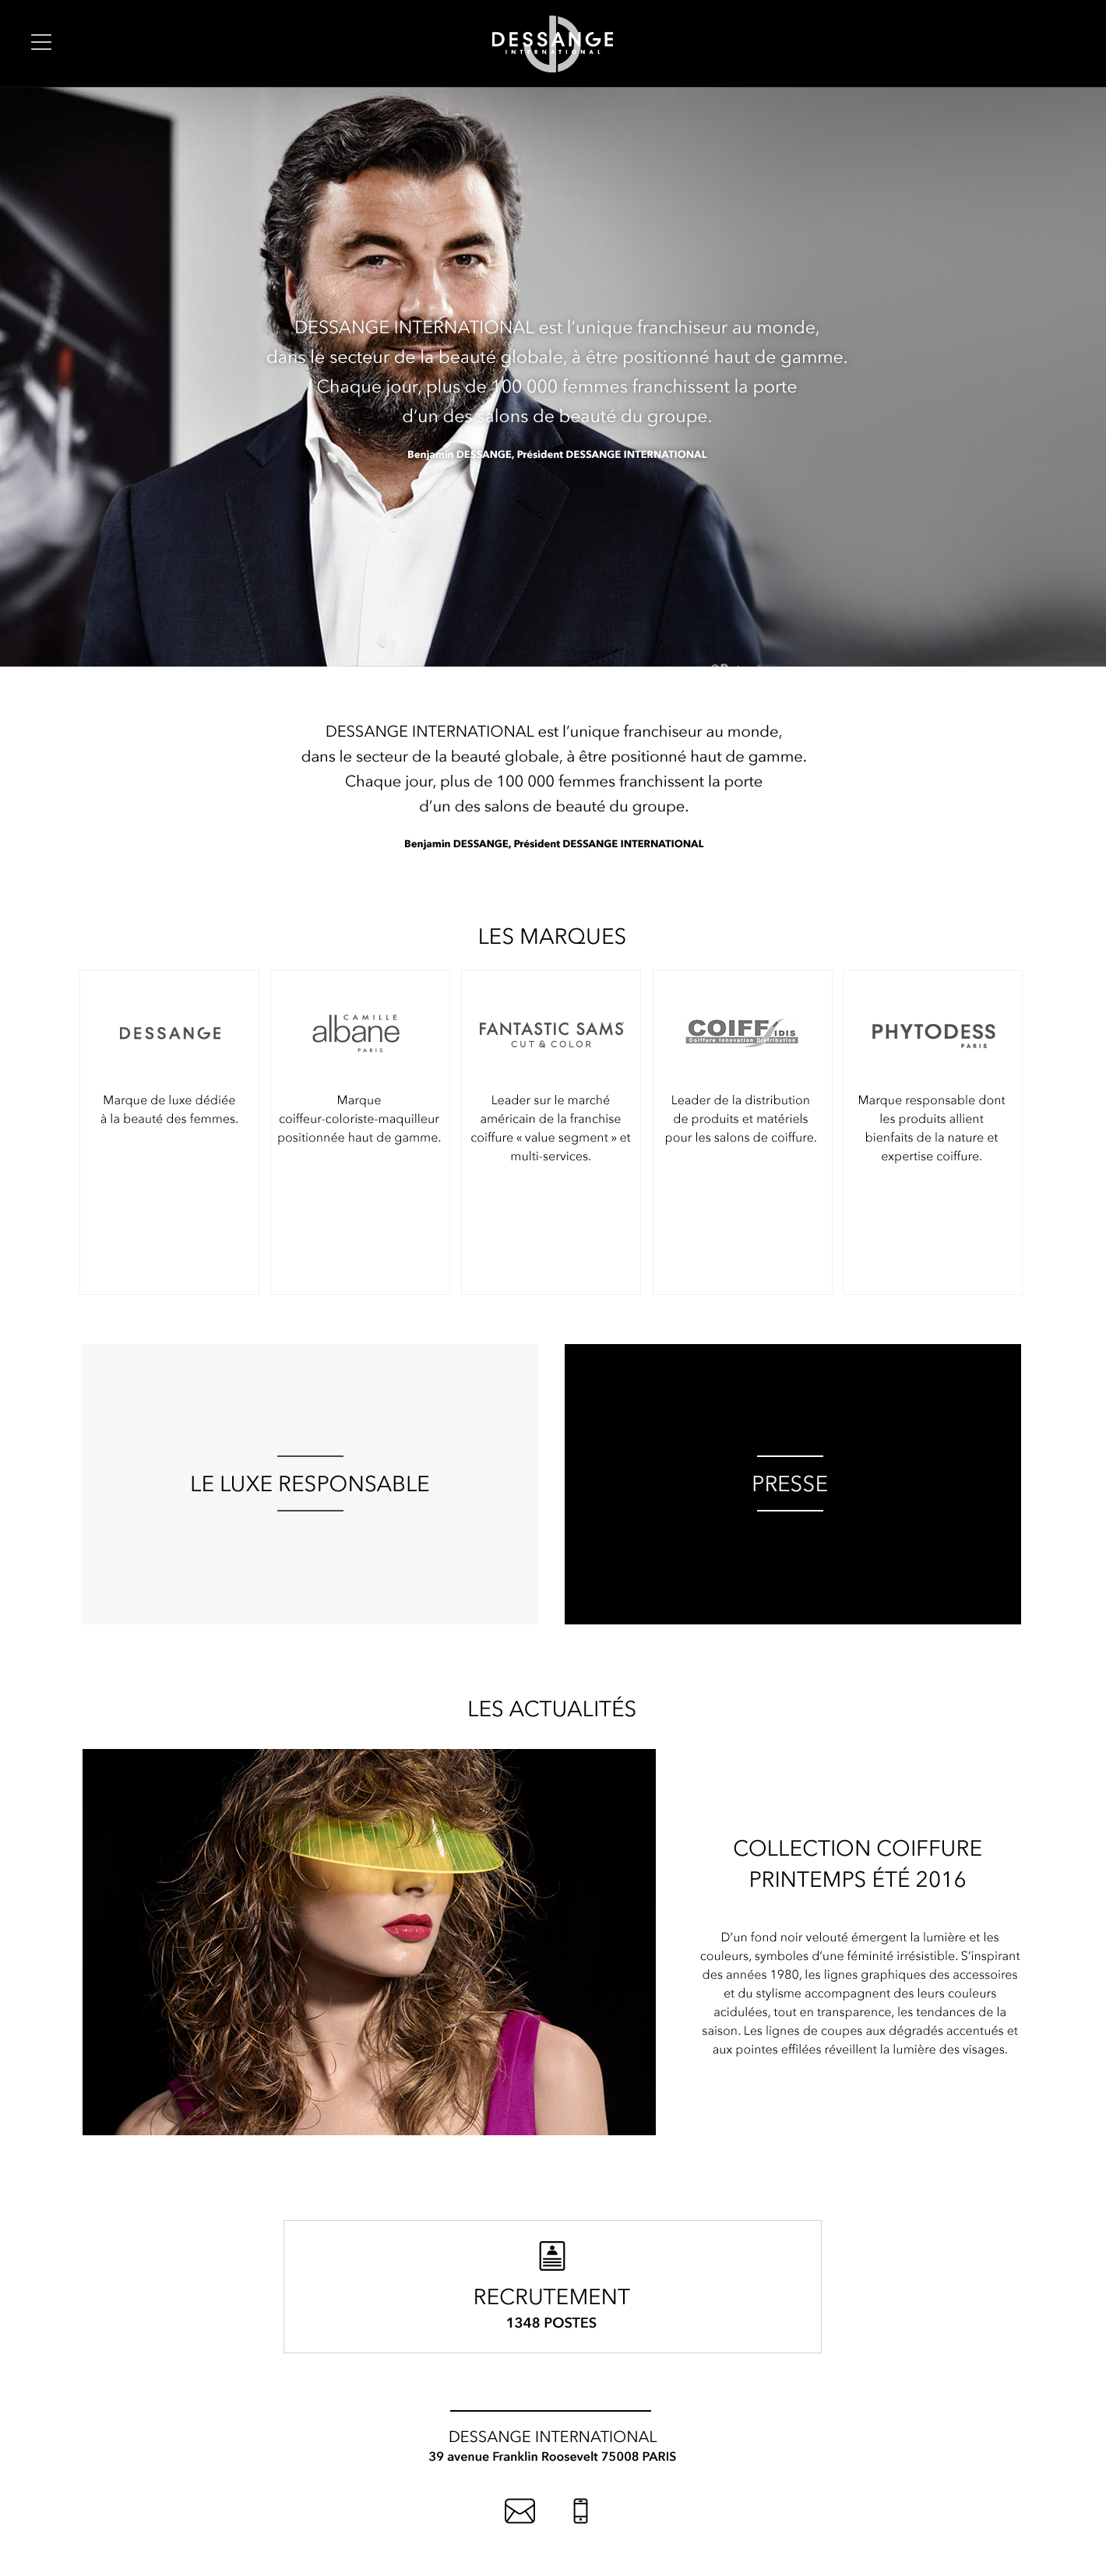 DESSANGE
INTERNATIONAL
DESSANGE INTERNATIONAL est l’unique franchiseur au monde,
dans le secteur de la beauté globale, à être positionné haut de gamme.
Chaque jour, plus de 100 000 femmes franchissent la porte
d’un des salons de beauté du groupe.
Benjamin DESSANGE, Président DESSANGE INTERNATIONAL
DESSANGE INTERNATIONAL est l’unique franchiseur au monde,
dans le secteur de la beauté globale, à être positionné haut de gamme.
Chaque jour, plus de 100 000 femmes franchissent la porte
d’un des salons de beauté du groupe.
Benjamin DESSANGE, Président DESSANGE INTERNATIONAL
LES MARQUES
DESSANGE
Marque de luxe dédiée
à la beauté des femmes.
CAMILLE
albane
PARIS
Marque
coiffeur-coloriste-maquilleur
positionnée haut de gamme.
FANTASTIC SAMS
CUT & COLOR
Leader sur le marché
américain de la franchise
coiffure « value segment » et
multi-services.
COIFF IDIS
Coiffure Innovation Distribution
Leader de la distribution
de produits et matériels
pour les salons de coiffure.
PHYTODESS
PARIS
Marque responsable dont
les produits allient
bienfaits de la nature et
expertise coiffure.
LE LUXE RESPONSABLE
PRESSE
LES ACTUALITÉS
COLLECTION COIFFURE
PRINTEMPS ÉTÉ 2016
D’un fond noir velouté émergent la lumière et les
couleurs, symboles d’une féminité irrésistible. S’inspirant
des années 1980, les lignes graphiques des accessoires
et du stylisme accompagnent des leurs couleurs
acidulées, tout en transparence, les tendances de la
saison. Les lignes de coupes aux dégradés accentués et
aux pointes effilées réveillent la lumière des visages.
RECRUTEMENT
1348 POSTES
DESSANGE INTERNATIONAL
39 avenue Franklin Roosevelt 75008 PARIS